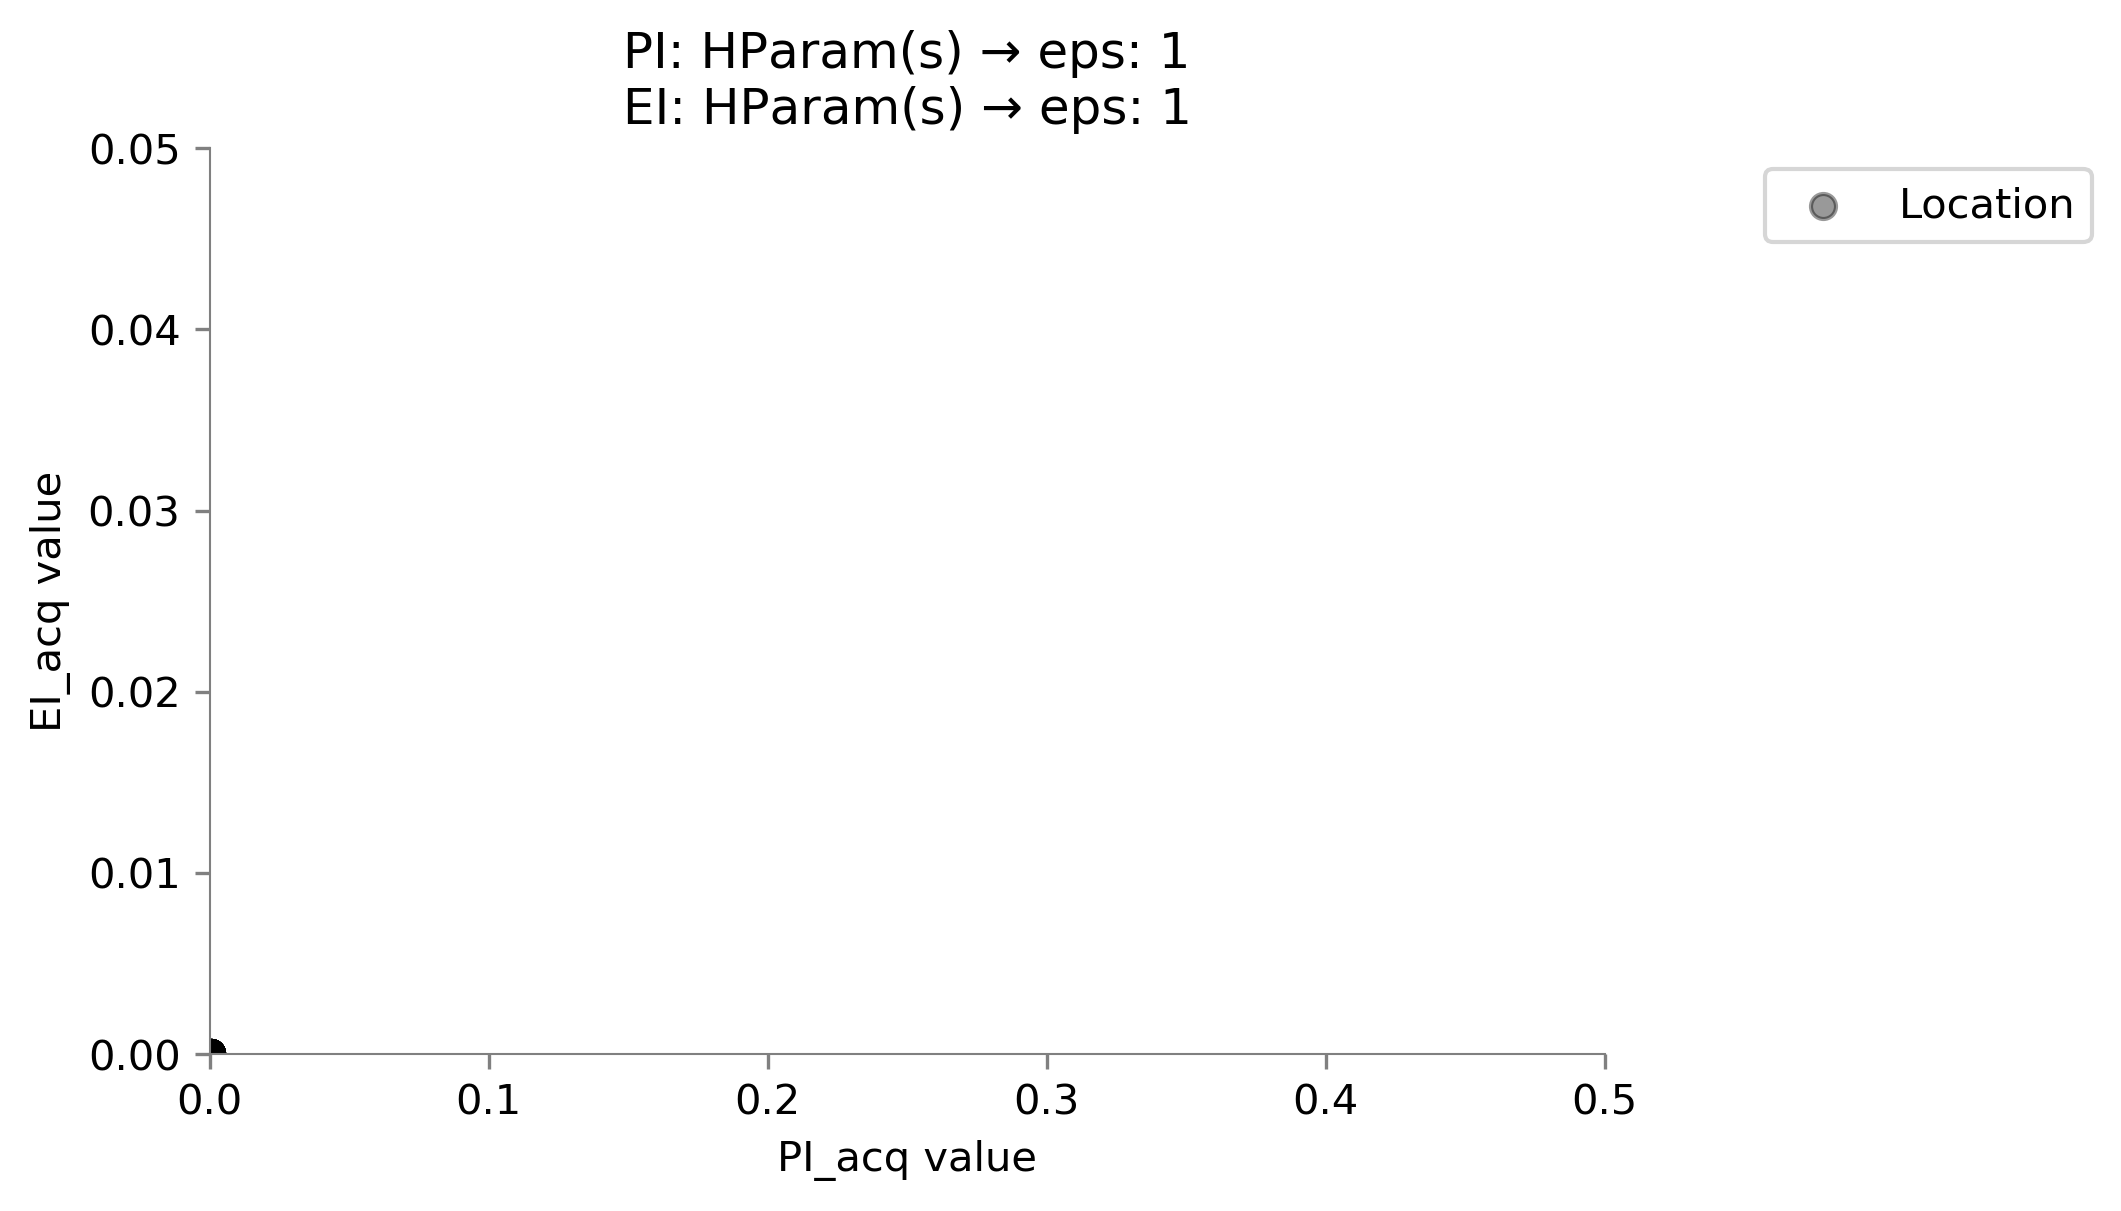 PI: HParam(s) → eps: 1
EI: HParam(s) → eps: 1
Location
EI_acq value
0.05
0.04
0.03
0.02
0.01
0.00
0.0 0.1 0.2 0.3 0.4 0.5
PI_acq value